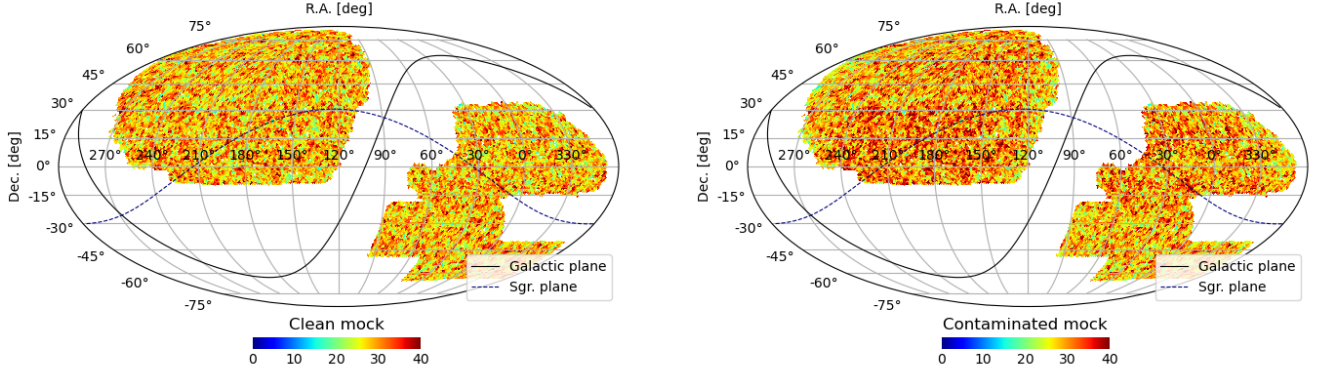 R.A. [deg]
75°
60°
45°
30°
15°
0°
-15°
-30°
-45°
-60°
-75°
Dec. [deg]
270° 240° 210° 180° 150° 120° 90° 60° 30° 0° 330°
Galactic plane
Sgr. plane
Clean mock
0 10 20 30 40
R.A. [deg]
75°
60°
45°
30°
15°
0°
-15°
-30°
-45°
-60°
-75°
Dec. [deg]
270° 240° 210° 180° 150° 120° 90° 60° 30° 0° 330°
Galactic plane
Sgr. plane
Contaminated mock
0 10 20 30 40